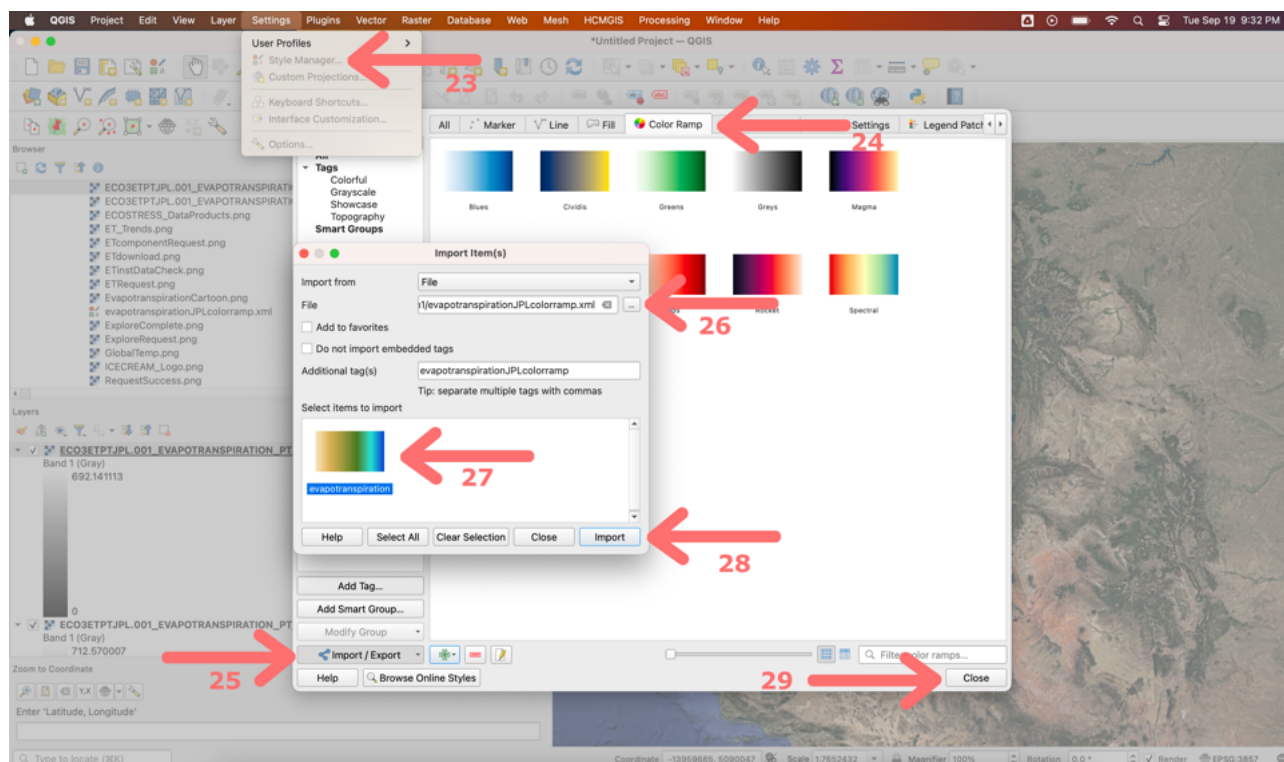 QGIS Project Edit View Layer Settings Plugins Vector Raster Database Web Mesh HCMGIS Processing Window Help Tue Sep 19 9:32 PM
*Untitled Project — QGIS
User Profiles
Style Manager...
23
Custom Projections...
Keyboard Shortcuts...
Interface Customization...
Options...
All Marker Line Fill Color Ramp Settings Legend Patch
24
Browser
All
Tags
Colorful
Grayscale
Showcase
Topography
Smart Groups
Blues Cividis Greens Greys Magma
Rocket Spectral
ECO3ETPTJPL.001_EVAPOTRANSPIRATI
ECO3ETPTJPL.001_EVAPOTRANSPIRATI
ECOSTRESS_DataProducts.png
ET_Trends.png
ETcomponentRequest.png
ETdownload.png
ETinstDataCheck.png
ETRequest.png
EvapotranspirationCartoon.png
evapotranspirationJPLcolorramp.xml
ExploreComplete.png
ExploreRequest.png
GlobalTemp.png
ICECREAM_Logo.png
RequestSuccess.png
Import Item(s)
Import from File
File 1/evapotranspirationJPLcolorramp.xml ...
26
Add to favorites
Do not import embedded tags
Additional tag(s) evapotranspirationJPLcolorramp
Tip: separate multiple tags with commas
Select items to import
27
evapotranspiration
Help Select All Clear Selection Close Import
28
Layers
ECO3ETPTJPL.001_EVAPOTRANSPIRATION_PT
Band 1 (Gray)
692.141113
0
ECO3ETPTJPL.001_EVAPOTRANSPIRATION_PT
Band 1 (Gray)
712.570007
Add Tag...
Add Smart Group...
Modify Group
Import / Export
25
Filter color ramps...
Help Browse Online Styles
29
Close
Zoom to Coordinate
Enter 'Latitude, Longitude'
Type to locate (⌘K)
Coordinate -13959665, 5090047 Scale 1:7652432 Magnifier 100% Rotation 0.0 ° Render EPSG:3857